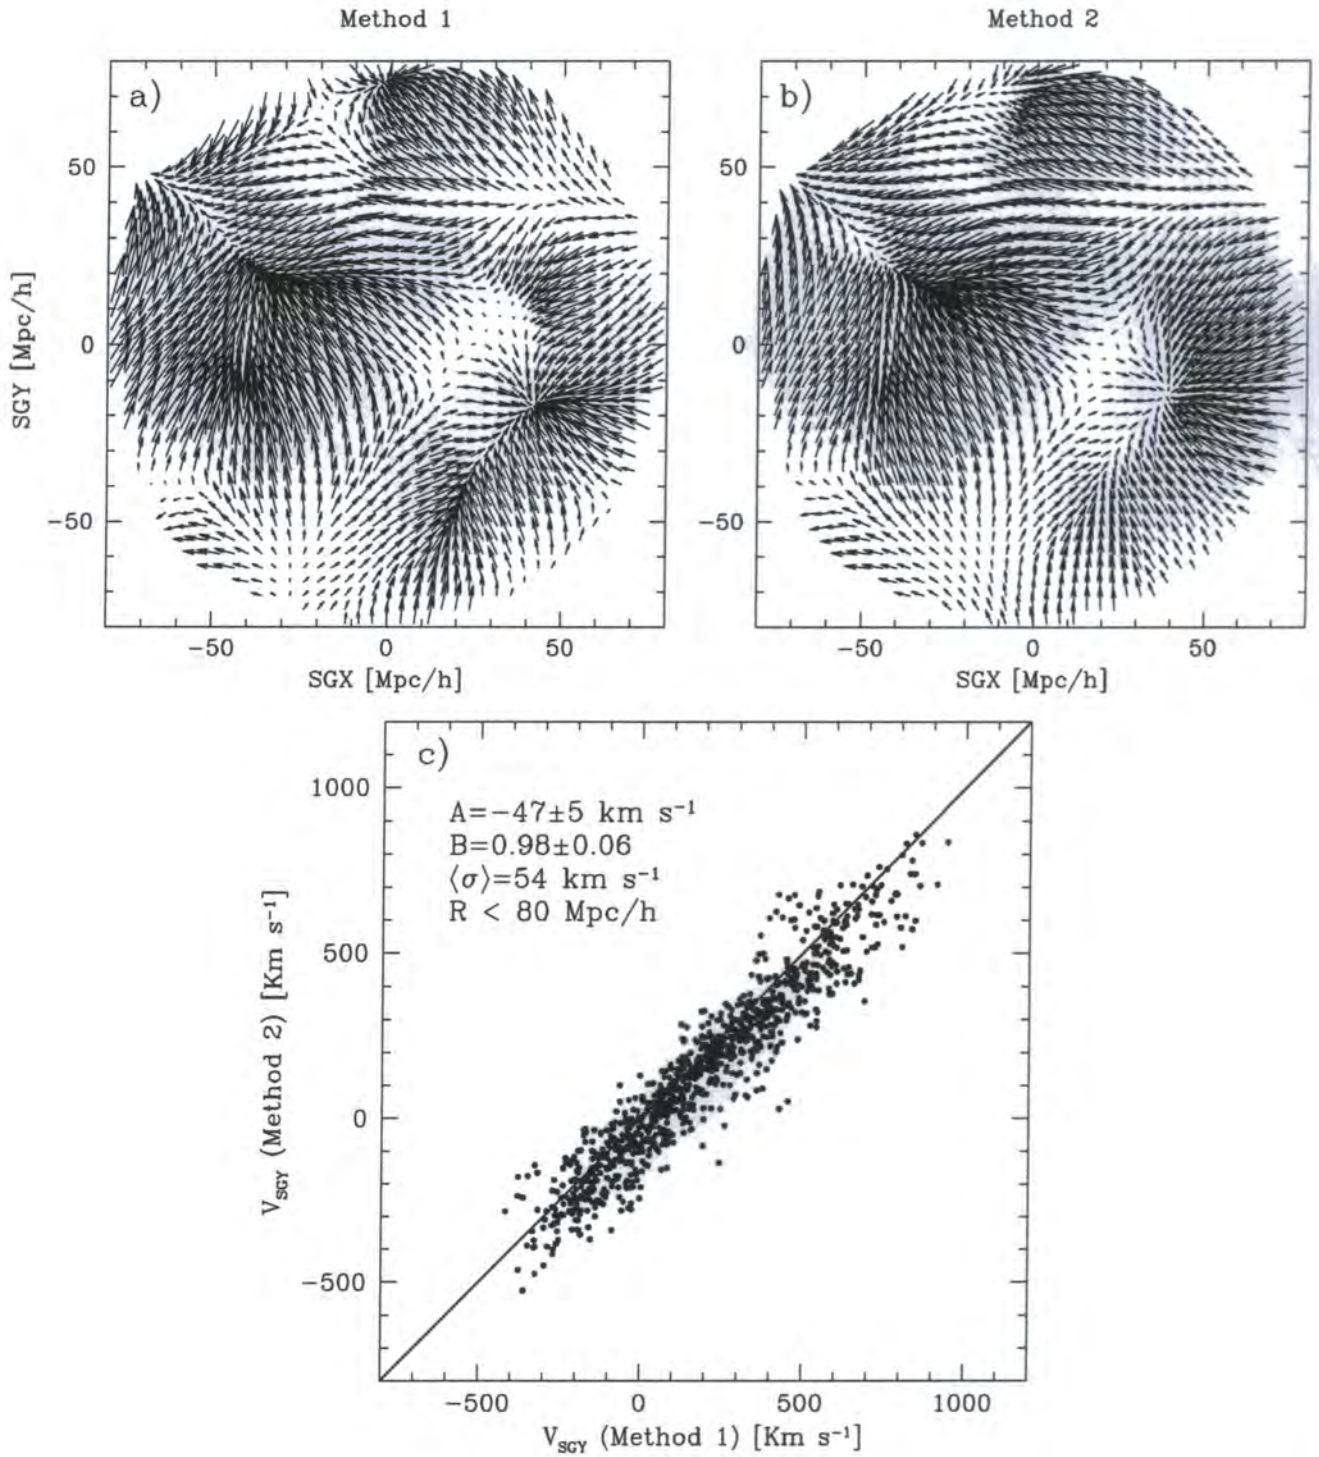 Method 1
Method 2
a)
b)
50
0
−50
SGY [Mpc/h]
50
0
−50
−50 0 50
SGX [Mpc/h]
−50 0 50
SGX [Mpc/h]
c)
A=−47±5 km s⁻¹
B=0.98±0.06
⟨σ⟩=54 km s⁻¹
R < 80 Mpc/h
1000
500
0
−500
V_SGY (Method 2) [Km s⁻¹]
−500 0 500 1000
V_SGY (Method 1) [Km s⁻¹]